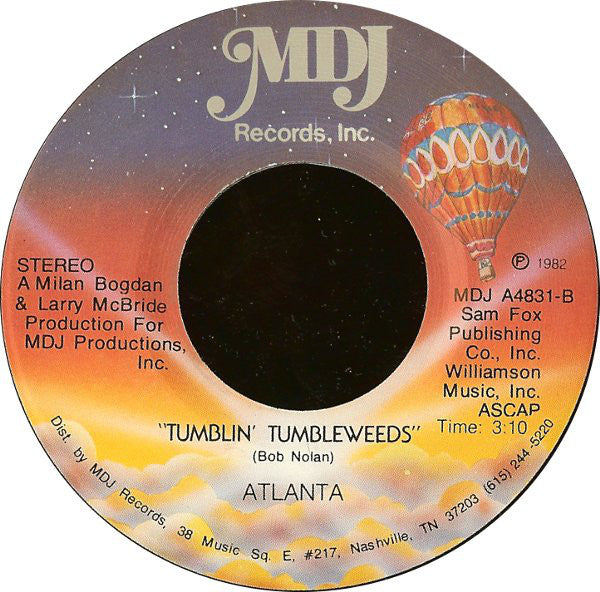 MDJ
Records, Inc.
STEREO
A Milan Bogdan
& Larry McBride
Production For
MDJ Productions,
Inc.
℗ 1982
MDJ A4831-B
Sam Fox
Publishing
Co., Inc.
Williamson
Music, Inc.
ASCAP
Time: 3:10
"TUMBLIN' TUMBLEWEEDS"
(Bob Nolan)
ATLANTA
Dist. by MDJ Records, 38 Music Sq. E, #217, Nashville, TN 37203 (615) 244-5220